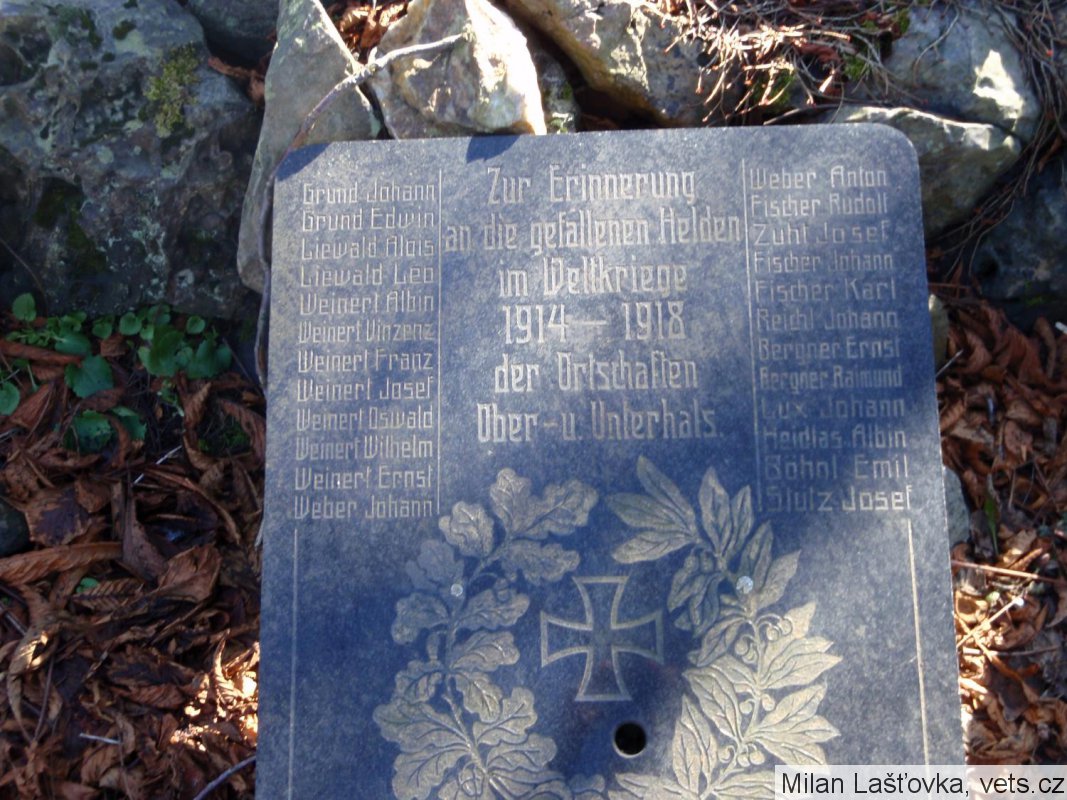 Grund Johann
Grund Edwin
Liewald Alois
Liewald Leo
Weinert Albin
Weinert Vinzenz
Weinert Franz
Weinert Josef
Weinert Oswald
Weinert Wilhelm
Weinert Ernst
Weber Johann
Zur Erinnerung
an die gefallenen Helden
im Weltkriege
1914 – 1918
der Ortschaften
Ober- u. Unterhals.
Weber Anton
Fischer Rudolf
Zuht Josef
Fischer Johann
Fischer Karl
Reichl Johann
Bergner Ernst
Bergner Raimund
Lux Johann
Heidlas Albin
Böhnl Emil
Stutz Josef
Milan Lašťovka, vets.cz